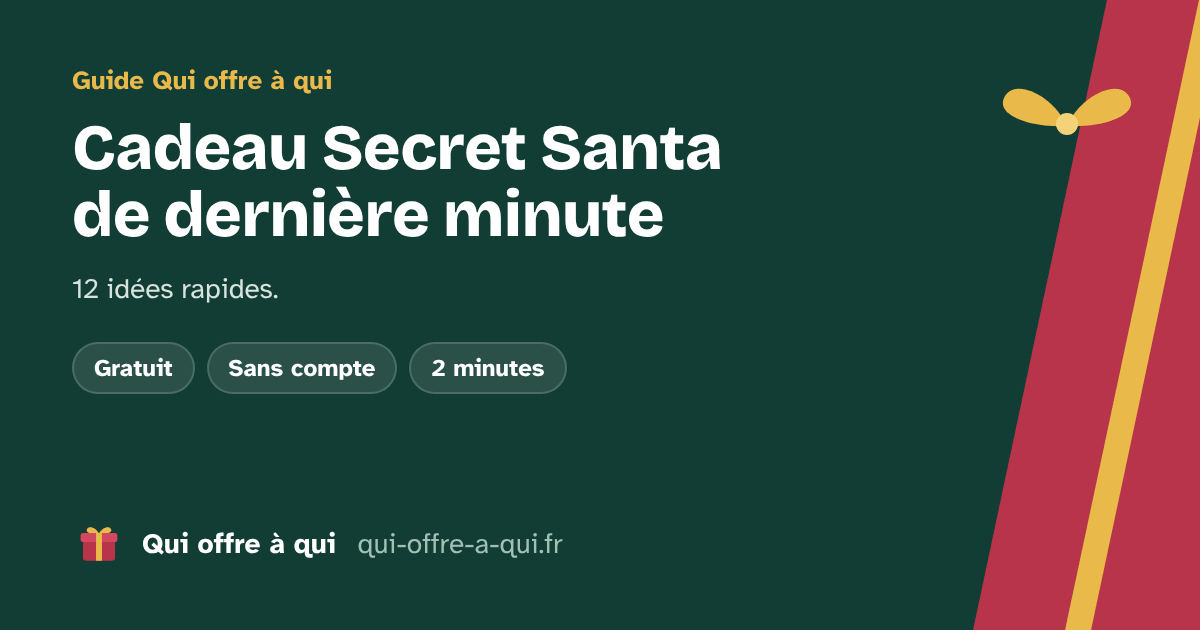 Guide Qui offre à qui
Cadeau Secret Santa
de dernière minute
12 idées rapides.
Gratuit
Sans compte
2 minutes
Qui offre à qui
qui-offre-a-qui.fr